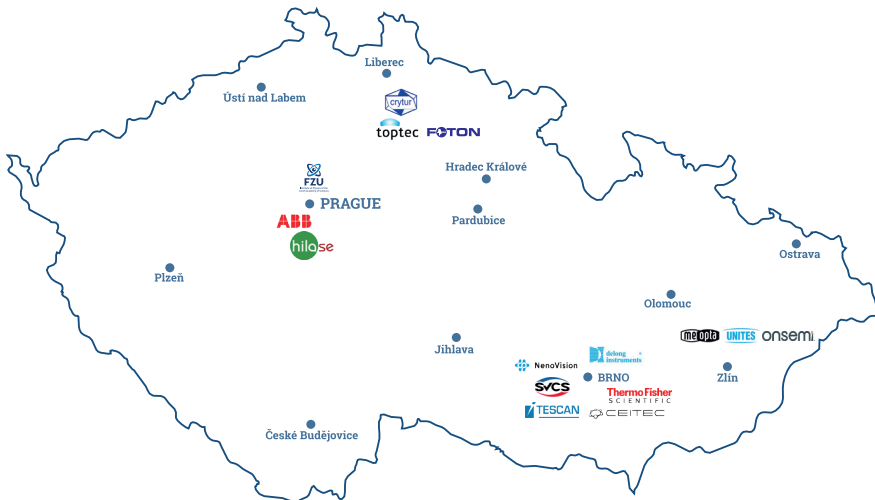 Liberec
Ústí nad Labem
crytur
toptec FOTON
FZU
Hradec Králové
PRAGUE
Pardubice
ABB
hilase
Ostrava
Plzeň
Olomouc
meopta UNITES onsemi
Jihlava
delong
instruments
NenoVision
BRNO
Zlín
SVCS
ThermoFisher
SCIENTIFIC
TESCAN CEITEC
České Budějovice